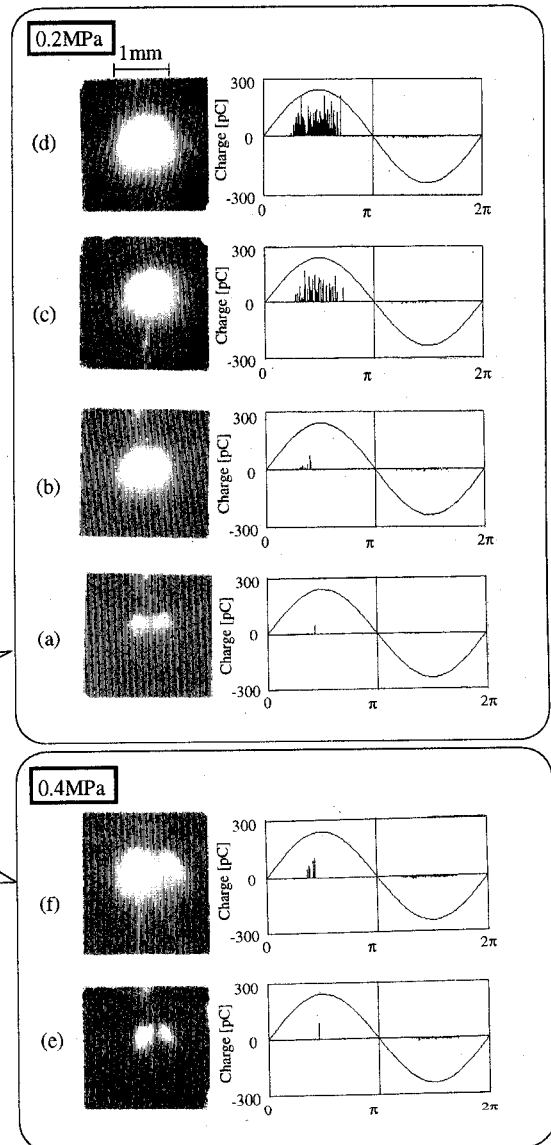 0.2MPa
1mm
(d)
Charge [pC]
300
0
-300
0
π
2π
(c)
Charge [pC]
300
0
-300
0
π
2π
(b)
Charge [pC]
300
0
-300
0
π
2π
(a)
Charge [pC]
300
0
-300
0
π
2π
0.4MPa
(f)
Charge [pC]
300
0
-300
0
π
2π
(e)
Charge [pC]
300
0
-300
0
π
2π